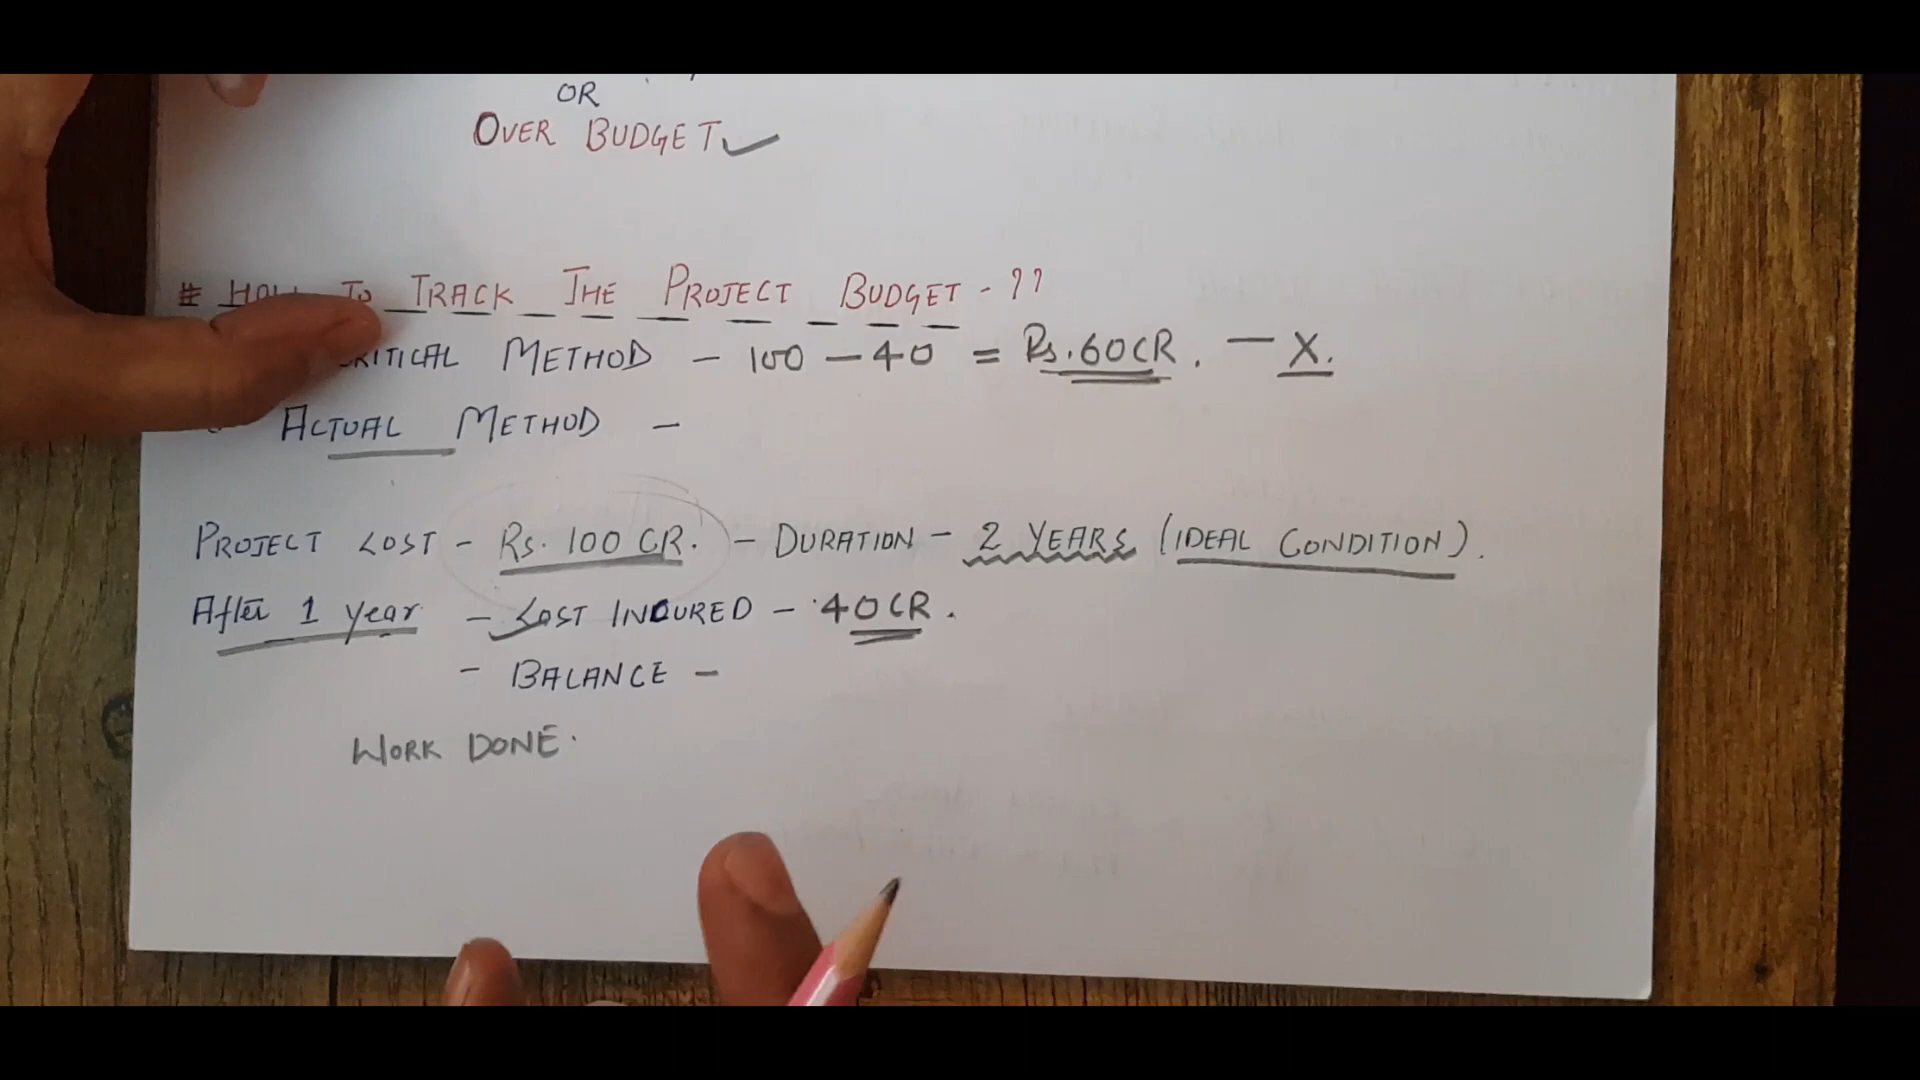 OR
OVER BUDGET ✓
# HOW TO TRACK THE PROJECT BUDGET - ??
CRITICAL METHOD - 100 - 40 = Rs. 60CR. - X.
ACTUAL METHOD -
PROJECT COST - Rs. 100 CR. - DURATION - 2 YEARS (IDEAL CONDITION).
After 1 year - COST INCURED - 40CR.
- BALANCE -
WORK DONE.